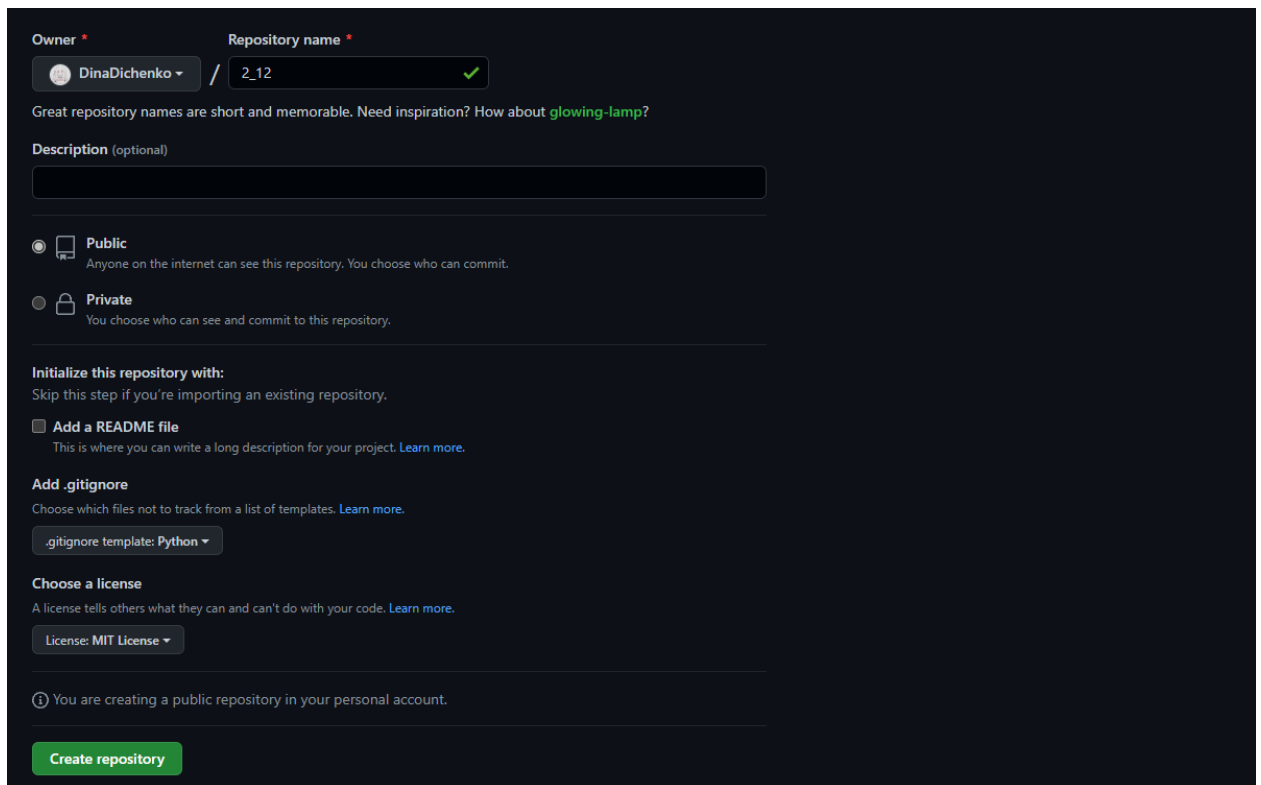 Owner * Repository name *
DinaDichenko / 2_12
Great repository names are short and memorable. Need inspiration? How about glowing-lamp?
Description (optional)
Public
Anyone on the internet can see this repository. You choose who can commit.
Private
You choose who can see and commit to this repository.
Initialize this repository with:
Skip this step if you're importing an existing repository.
Add a README file
This is where you can write a long description for your project. Learn more.
Add .gitignore
Choose which files not to track from a list of templates. Learn more.
.gitignore template: Python
Choose a license
A license tells others what they can and can't do with your code. Learn more.
License: MIT License
You are creating a public repository in your personal account.
Create repository